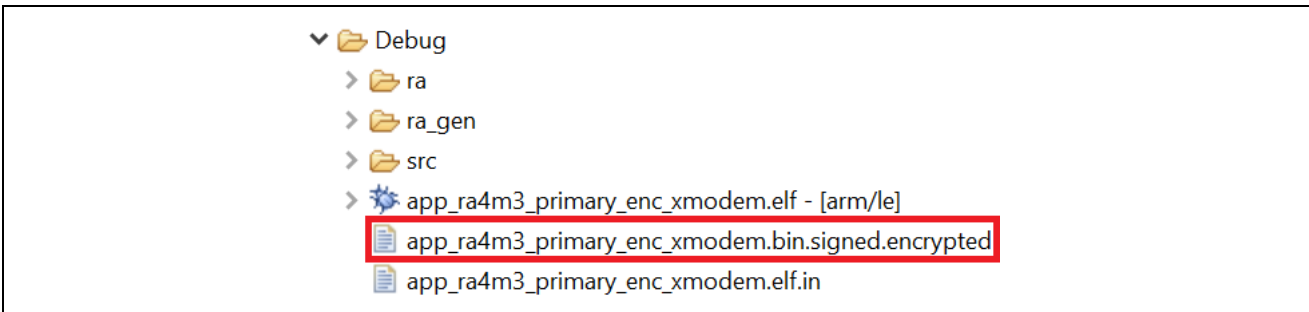 Debug
ra
ra_gen
src
app_ra4m3_primary_enc_xmodem.elf - [arm/le]
app_ra4m3_primary_enc_xmodem.bin.signed.encrypted
app_ra4m3_primary_enc_xmodem.elf.in